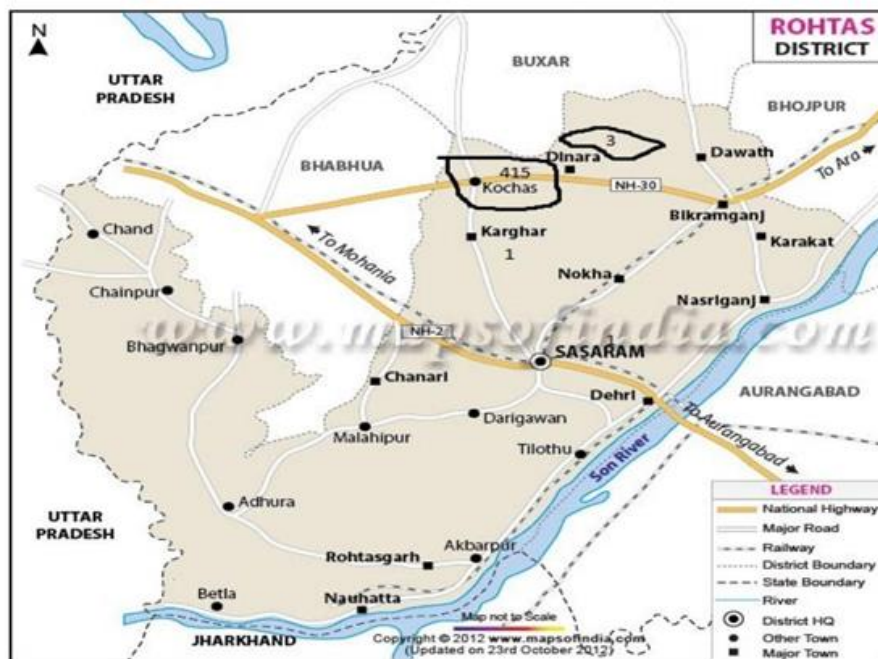 N
ROHTAS
DISTRICT
BUXAR
UTTAR
PRADESH
BHOJPUR
BHABHUA
3
Dinara
Dawath
To Ara
415
Kochas
NH-30
Bikramganj
Chand
To Mohania
Karghar
Karakat
1
Chainpur
Nokha
Nasriganj
www.mapsofindia.com
NH-2
1
Bhagwanpur
SASARAM
Chanari
Dehri
AURANGABAD
Darigawan
To Aurangabad
Malahipur
Tilothu
Son River
LEGEND
National Highway
Major Road
Railway
District Boundary
State Boundary
River
District HQ
Other Town
Major Town
Adhura
UTTAR
PRADESH
Akbarpur
Rohtasgarh
Betla
Nauhatta
JHARKHAND
Map not to Scale
Copyright © 2012 www.mapsofindia.com
(Updated on 23rd October 2012)